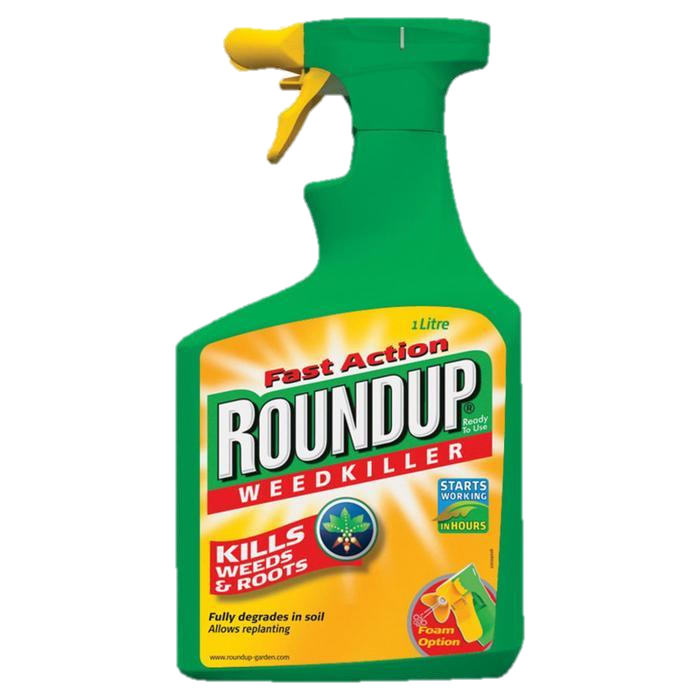 1 Litre
Fast Action
ROUNDUP®
Ready
To Use
WEEDKILLER
STARTS
WORKING
IN HOURS
KILLS
WEEDS
& ROOTS
Fully degrades in soil
Allows replanting
Foam
Option
www.roundup-garden.com